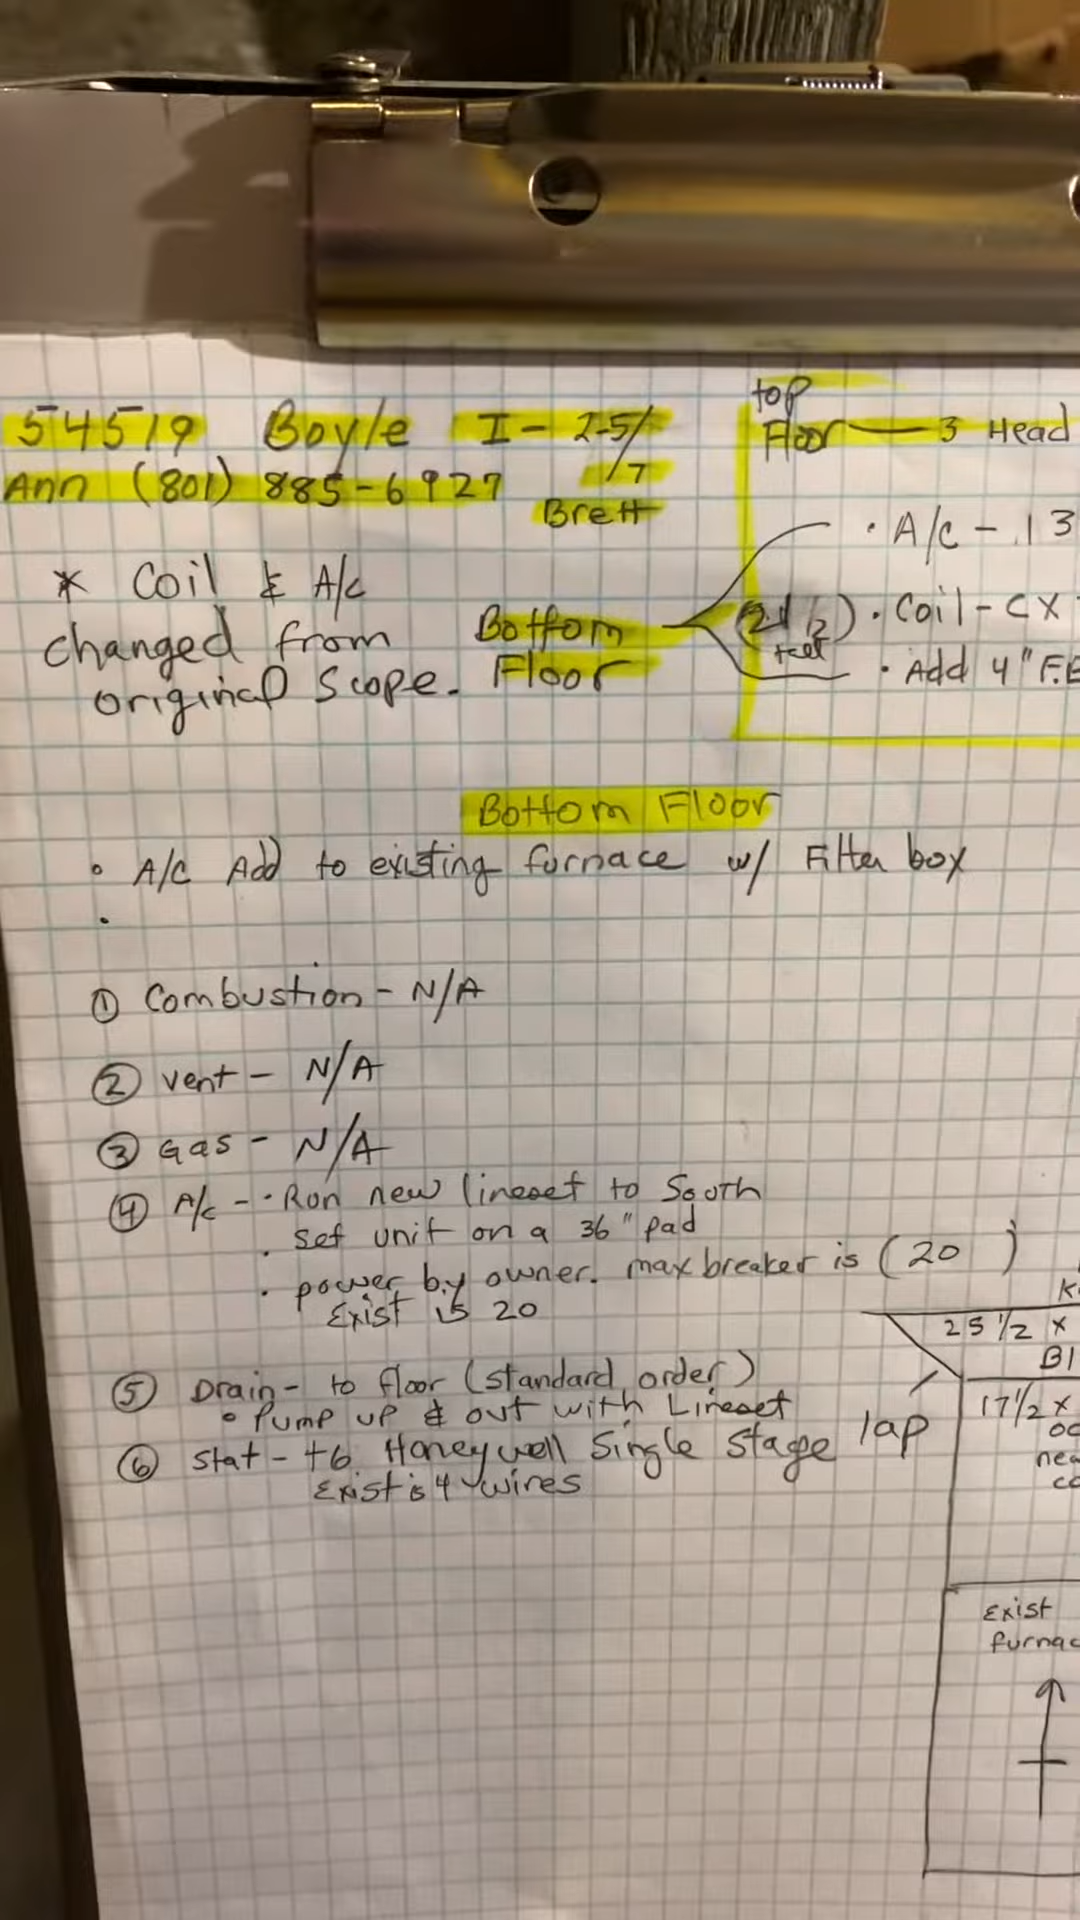 54519 Boyle I - 2-5/
/7
Ann (801) 885-6927
Brett
top
Floor — 3 Head
* Coil & A/c
changed from
original Scope.
Bottom
Floor
• A/c - 13
• Coil - CX
• Add 4" F.E
Bottom Floor
• A/C Add to existing furnace w/ Filter box
•
① Combustion - N/A
② vent - N/A
③ Gas - N/A
④ A/c - • Run new lineset to South
• Set unit on a 36" pad
• power by owner. max breaker is (20 )
Exist is 20
⑤ Drain - to floor (standard order)
• Pump up & out with Lineset
⑥ Stat - t6 Honeywell Single Stage
Exist is 4-wires
25 1/2 x
17 1/2 x
lap
Exist
furnac